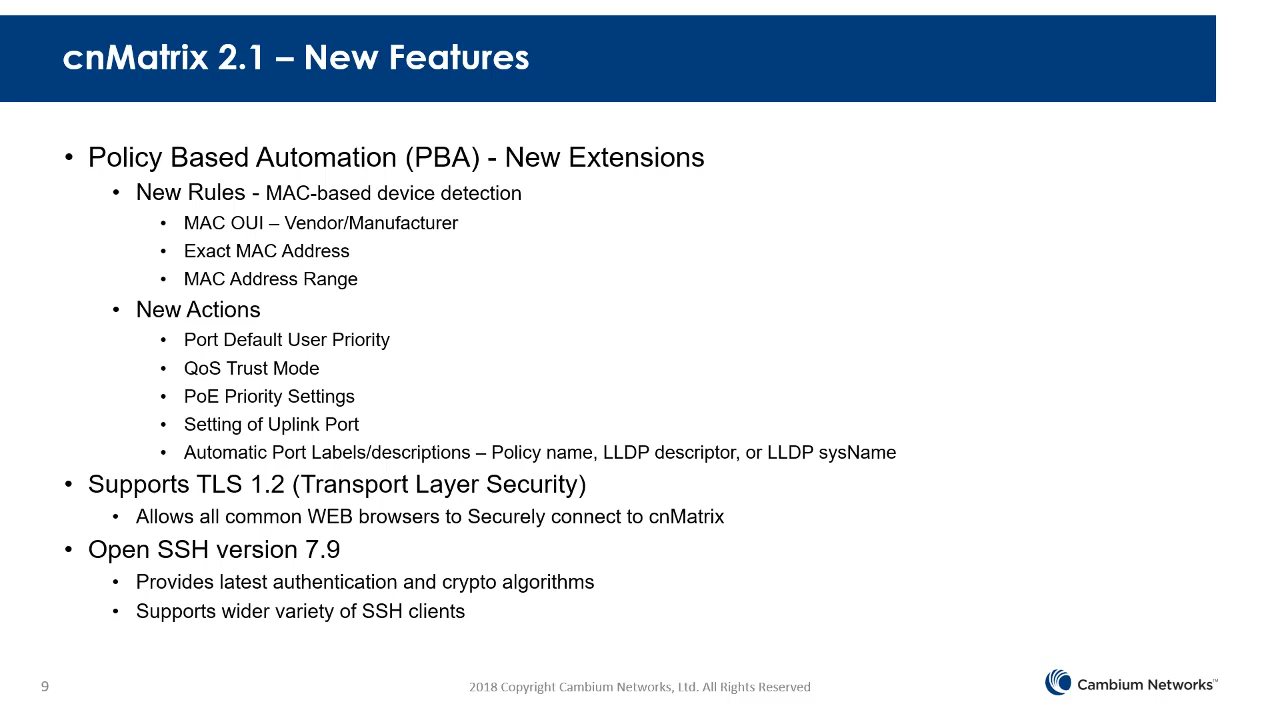 cnMatrix 2.1 – New Features
• Policy Based Automation (PBA) - New Extensions
• New Rules - MAC-based device detection
• MAC OUI – Vendor/Manufacturer
• Exact MAC Address
• MAC Address Range
• New Actions
• Port Default User Priority
• QoS Trust Mode
• PoE Priority Settings
• Setting of Uplink Port
• Automatic Port Labels/descriptions – Policy name, LLDP descriptor, or LLDP sysName
• Supports TLS 1.2 (Transport Layer Security)
• Allows all common WEB browsers to Securely connect to cnMatrix
• Open SSH version 7.9
• Provides latest authentication and crypto algorithms
• Supports wider variety of SSH clients
9
2018 Copyright Cambium Networks, Ltd. All Rights Reserved
Cambium Networks™